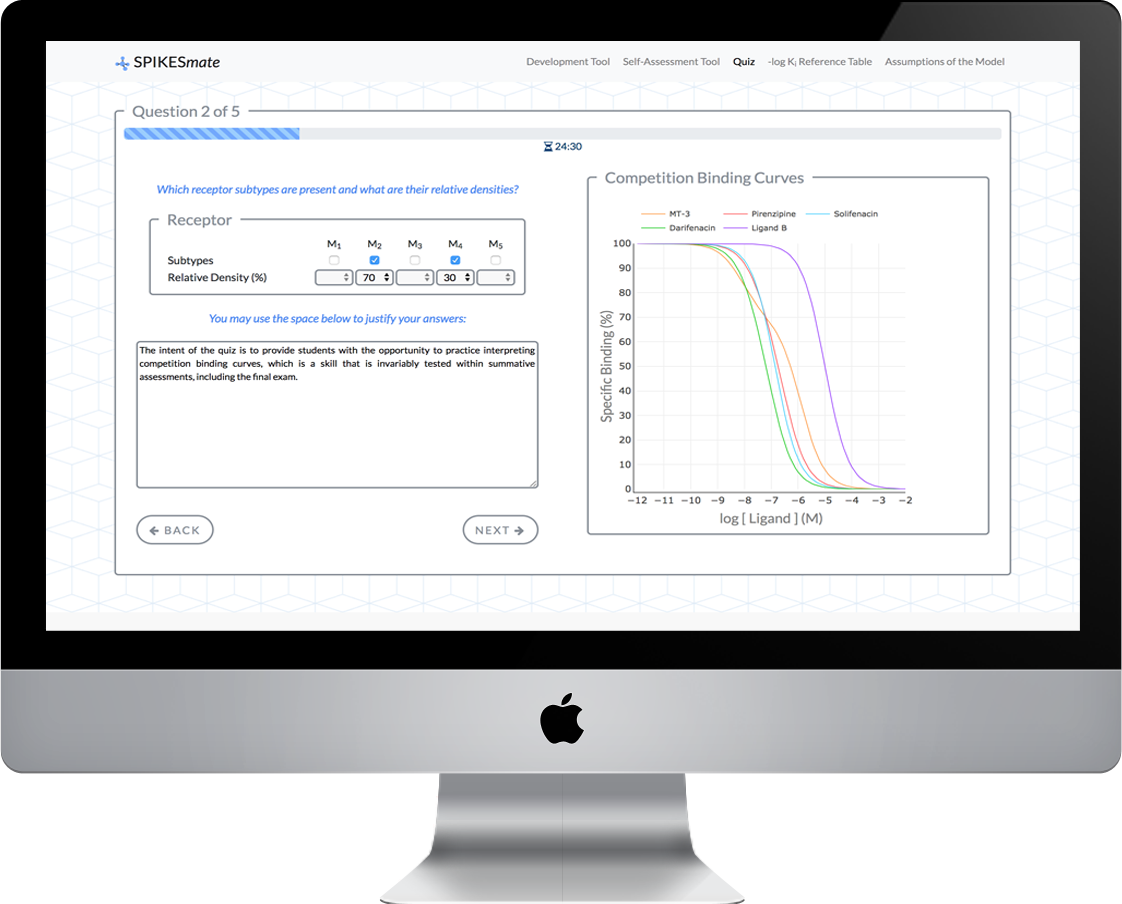 SPIKESmate
Development Tool Self-Assessment Tool Quiz -log Ki Reference Table Assumptions of the Model
Question 2 of 5
24:30
Which receptor subtypes are present and what are their relative densities?
Receptor
M1 M2 M3 M4 M5
Subtypes
Relative Density (%) 70 30
You may use the space below to justify your answers:
The intent of the quiz is to provide students with the opportunity to practice interpreting
competition binding curves, which is a skill that is invariably tested within summative
assessments, including the final exam.
BACK
NEXT
Competition Binding Curves
MT-3 Pirenzipine Solifenacin
Darifenacin Ligand B
100
90
80
70
60
50
40
30
20
10
0
Specific Binding (%)
−12 −11 −10 −9 −8 −7 −6 −5 −4 −3 −2
log [ Ligand ] (M)